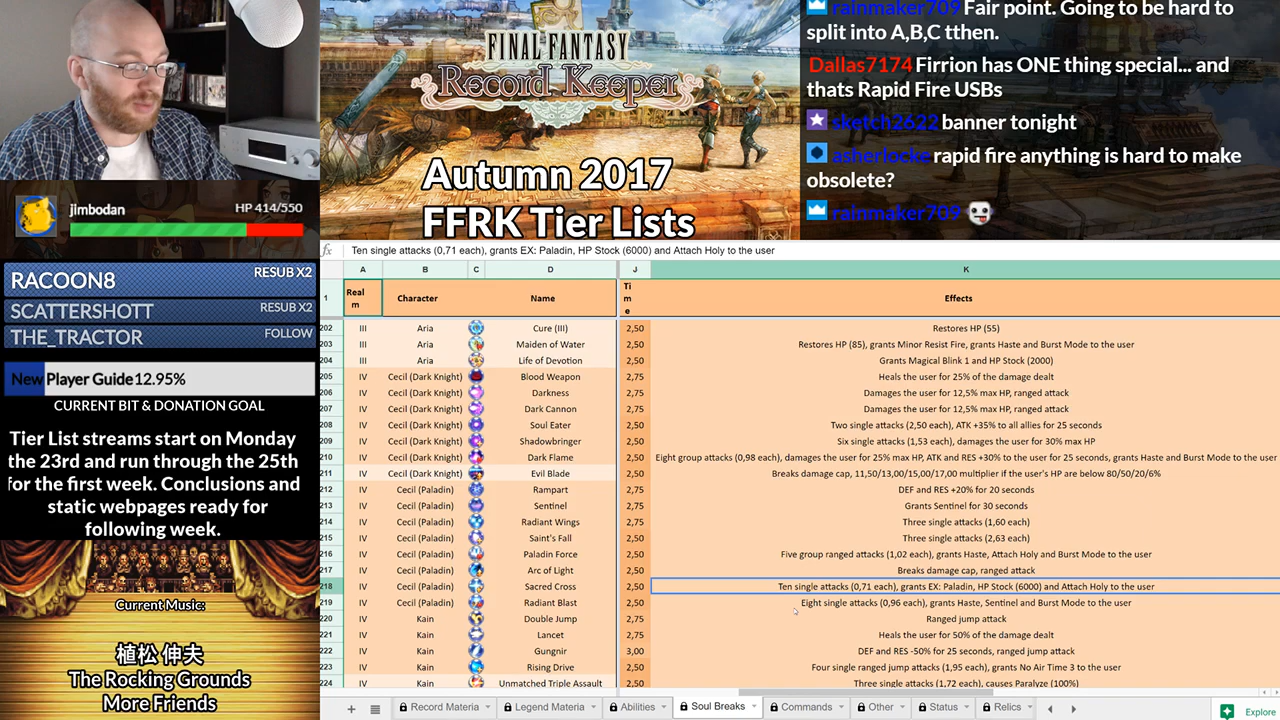 jimbodan
HP 414/550
RACOON8
RESUB X2
SCATTERSHOTT
RESUB X2
THE_TRACTOR
FOLLOW
New Player Guide 12.95%
CURRENT BIT & DONATION GOAL
Tier List streams start on Monday
the 23rd and run through the 25th
for the first week. Conclusions and
static webpages ready for
following week.
Current Music:
植松 伸夫
The Rocking Grounds
More Friends
FINAL FANTASY
Record Keeper
Autumn 2017
FFRK Tier Lists
rainmaker709 Fair point. Going to be hard to
split into A,B,C tthen.
Dallas7174 Firrion has ONE thing special... and
thats Rapid Fire USBs
sketch2622 banner tonight
asherlocke rapid fire anything is hard to make
obsolete?
rainmaker709
fx Ten single attacks (0,71 each), grants EX: Paladin, HP Stock (6000) and Attach Holy to the user
A B C D J K
1 Realm Character Name Time Effects
202 III Aria Cure (III) 2,50 Restores HP (55)
203 III Aria Maiden of Water 2,50 Restores HP (85), grants Minor Resist Fire, grants Haste and Burst Mode to the user
204 III Aria Life of Devotion 2,50 Grants Magical Blink 1 and HP Stock (2000)
205 IV Cecil (Dark Knight) Blood Weapon 2,75 Heals the user for 25% of the damage dealt
206 IV Cecil (Dark Knight) Darkness 2,75 Damages the user for 12,5% max HP, ranged attack
207 IV Cecil (Dark Knight) Dark Cannon 2,75 Damages the user for 12,5% max HP, ranged attack
208 IV Cecil (Dark Knight) Soul Eater 2,50 Two single attacks (2,50 each), ATK +35% to all allies for 25 seconds
209 IV Cecil (Dark Knight) Shadowbringer 2,50 Six single attacks (1,53 each), damages the user for 30% max HP
210 IV Cecil (Dark Knight) Dark Flame 2,50 Eight group attacks (0,98 each), damages the user for 25% max HP, ATK and RES +30% to the user for 25 seconds, grants Haste and Burst Mode to the user
211 IV Cecil (Dark Knight) Evil Blade 2,50 Breaks damage cap, 11,50/13,00/15,00/17,00 multiplier if the user's HP are below 80/50/20/6%
212 IV Cecil (Paladin) Rampart 2,75 DEF and RES +20% for 20 seconds
213 IV Cecil (Paladin) Sentinel 2,75 Grants Sentinel for 30 seconds
214 IV Cecil (Paladin) Radiant Wings 2,75 Three single attacks (1,60 each)
215 IV Cecil (Paladin) Saint's Fall 2,50 Three single attacks (2,63 each)
216 IV Cecil (Paladin) Paladin Force 2,50 Five group ranged attacks (1,02 each), grants Haste, Attach Holy and Burst Mode to the user
217 IV Cecil (Paladin) Arc of Light 2,50 Breaks damage cap, ranged attack
218 IV Cecil (Paladin) Sacred Cross 2,50 Ten single attacks (0,71 each), grants EX: Paladin, HP Stock (6000) and Attach Holy to the user
219 IV Cecil (Paladin) Radiant Blast 2,50 Eight single attacks (0,96 each), grants Haste, Sentinel and Burst Mode to the user
220 IV Kain Double Jump 2,75 Ranged jump attack
221 IV Kain Lancet 2,75 Heals the user for 50% of the damage dealt
222 IV Kain Gungnir 3,00 DEF and RES -50% for 25 seconds, ranged jump attack
223 IV Kain Rising Drive 2,50 Four single ranged jump attacks (1,95 each), grants No Air Time 3 to the user
224 IV Kain Unmatched Triple Assault 2,50 Three single attacks (1,72 each), causes Paralyze (100%)
Record Materia Legend Materia Abilities Soul Breaks Commands Other Status Relics Explore